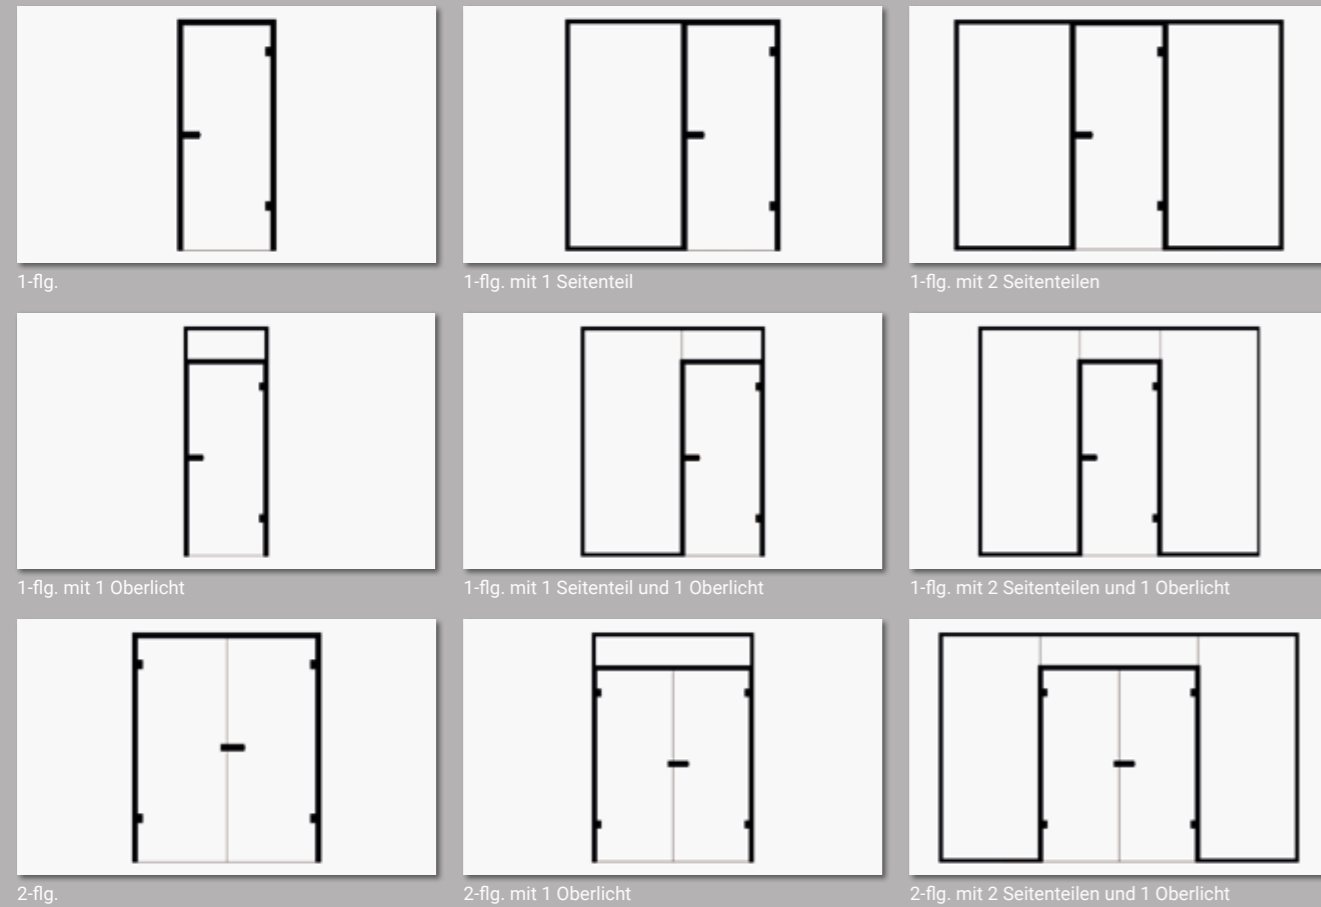 1-flg.
1-flg. mit 1 Seitenteil
1-flg. mit 2 Seitenteilen
1-flg. mit 1 Oberlicht
1-flg. mit 1 Seitenteil und 1 Oberlicht
1-flg. mit 2 Seitenteilen und 1 Oberlicht
2-flg.
2-flg. mit 1 Oberlicht
2-flg. mit 2 Seitenteilen und 1 Oberlicht